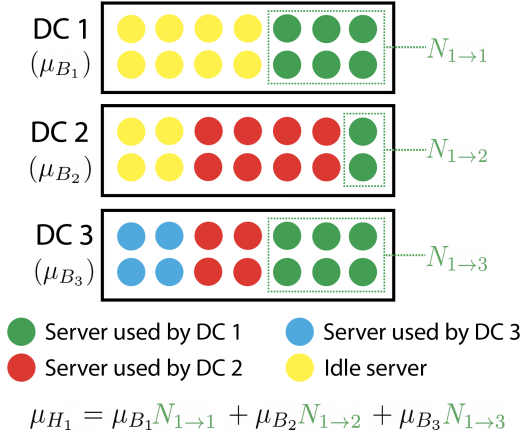 DC 1
(μ_{B_1})
N_{1→1}
DC 2
(μ_{B_2})
N_{1→2}
DC 3
(μ_{B_3})
N_{1→3}
Server used by DC 1
Server used by DC 3
Server used by DC 2
Idle server
μ_{H_1} = μ_{B_1}N_{1→1} + μ_{B_2}N_{1→2} + μ_{B_3}N_{1→3}